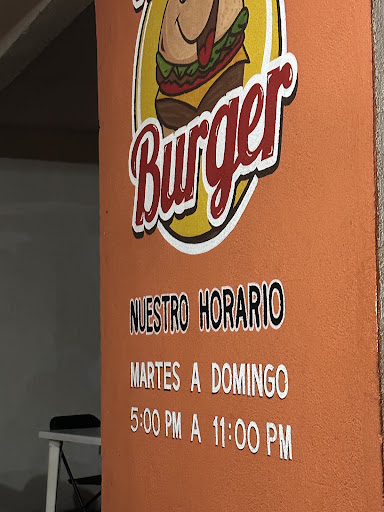 Burger
NUESTRO HORARIO
MARTES A DOMINGO
5:00 PM A 11:00 PM